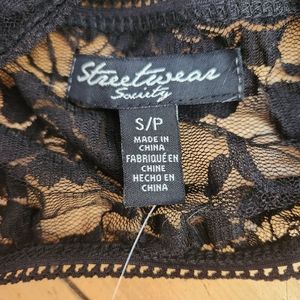 Streetwear
Society
S/P
MADE IN
CHINA
FABRIQUÉ EN
CHINE
HECHO EN
CHINA